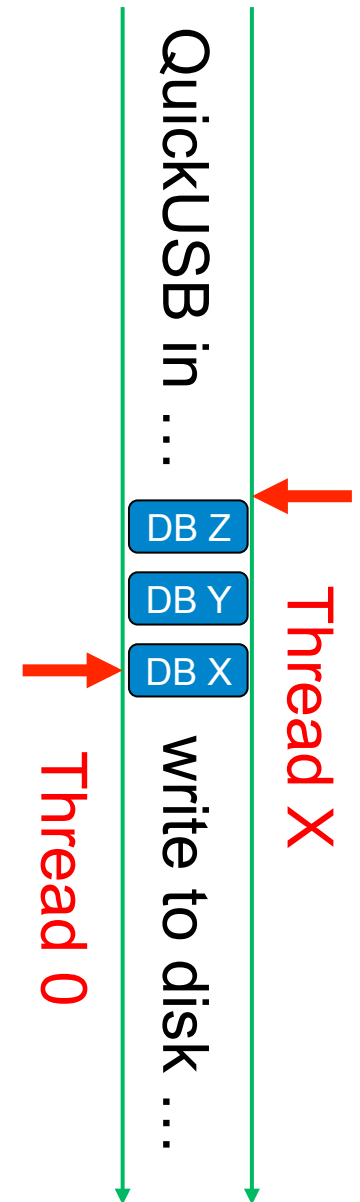 QuickUSB in …
DB Z
DB Y
DB X
write to disk …
Thread X
Thread 0